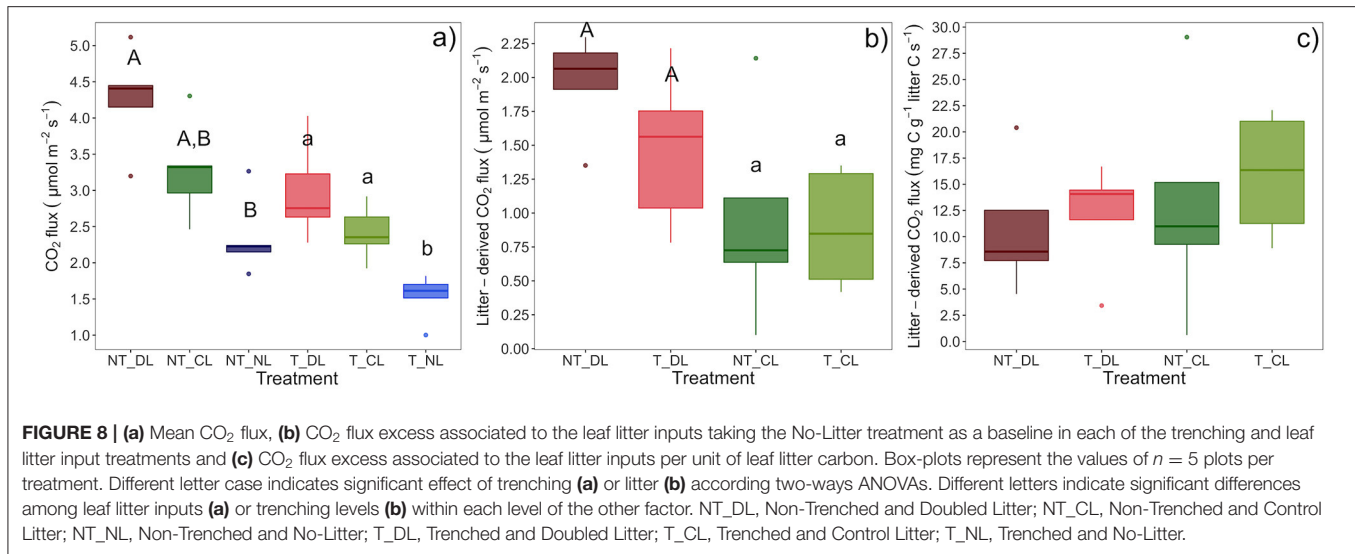 a)
5.0
4.5
4.0
3.5
3.0
2.5
2.0
1.5
1.0
CO₂ flux ( μmol m⁻² s⁻¹)
A
A,B
B
a
a
b
NT_DL NT_CL NT_NL T_DL T_CL T_NL
Treatment
b)
2.25
2.00
1.75
1.50
1.25
1.00
0.75
0.50
0.25
0.00
Litter – derived CO₂ flux ( μmol m⁻² s⁻¹)
A
A
a
a
NT_DL T_DL NT_CL T_CL
Treatment
c)
30.0
27.5
25.0
22.5
20.0
17.5
15.0
12.5
10.0
7.5
5.0
2.5
0.0
Litter – derived CO₂ flux (mg C g⁻¹ litter C s⁻¹)
NT_DL T_DL NT_CL T_CL
Treatment
FIGURE 8 | (a) Mean CO₂ flux, (b) CO₂ flux excess associated to the leaf litter inputs taking the No-Litter treatment as a baseline in each of the trenching and leaf
litter input treatments and (c) CO₂ flux excess associated to the leaf litter inputs per unit of leaf litter carbon. Box-plots represent the values of n = 5 plots per
treatment. Different letter case indicates significant effect of trenching (a) or litter (b) according two-ways ANOVAs. Different letters indicate significant differences
among leaf litter inputs (a) or trenching levels (b) within each level of the other factor. NT_DL, Non-Trenched and Doubled Litter; NT_CL, Non-Trenched and Control
Litter; NT_NL, Non-Trenched and No-Litter; T_DL, Trenched and Doubled Litter; T_CL, Trenched and Control Litter; T_NL, Trenched and No-Litter.